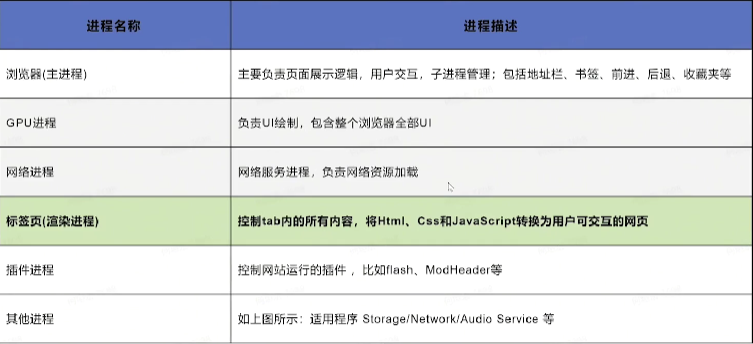 进程名称 进程描述
浏览器(主进程) 主要负责页面展示逻辑，用户交互，子进程管理；包括地址栏、书签、前进、后退、收藏夹等
GPU进程 负责UI绘制，包含整个浏览器全部UI
网络进程 网络服务进程，负责网络资源加载
标签页(渲染进程) 控制tab内的所有内容，将Html、Css和JavaScript转换为用户可交互的网页
插件进程 控制网站运行的插件，比如flash、ModHeader等
其他进程 如上图所示：适用程序 Storage/Network/Audio Service 等